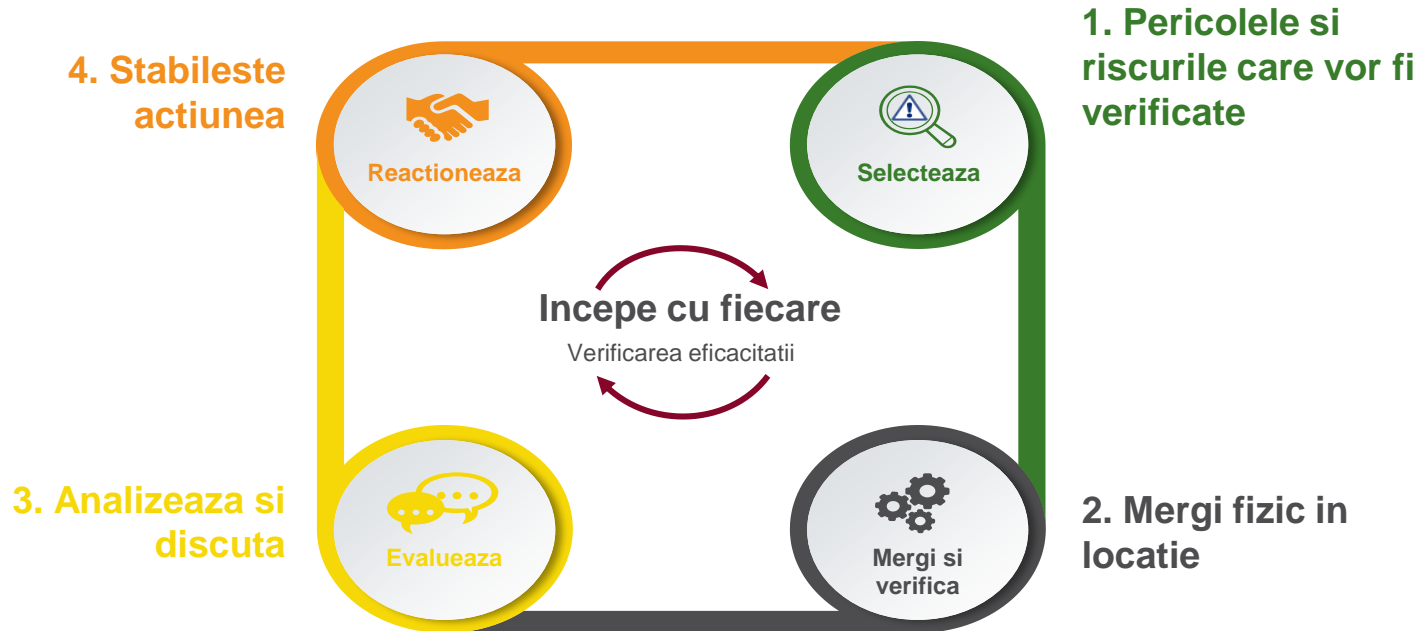 1. Pericolele si
riscurile care vor fi
verificate
4. Stabileste
actiunea
Reactioneaza
Selecteaza
Incepe cu fiecare
Verificarea eficacitatii
3. Analizeaza si
discuta
Evalueaza
Mergi si
verifica
2. Mergi fizic in
locatie